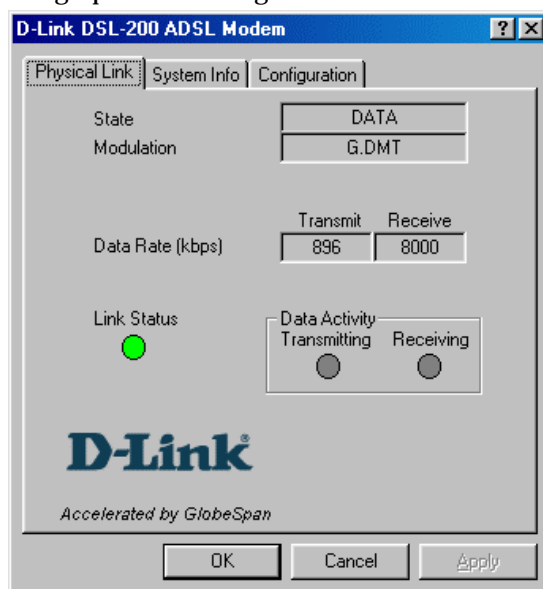 D-Link DSL-200 ADSL Modem
Physical Link System Info Configuration
State DATA
Modulation G.DMT
Transmit Receive
Data Rate (kbps) 896 8000
Link Status
Data Activity
Transmitting Receiving
D-Link®
Accelerated by GlobeSpan
OK Cancel Apply